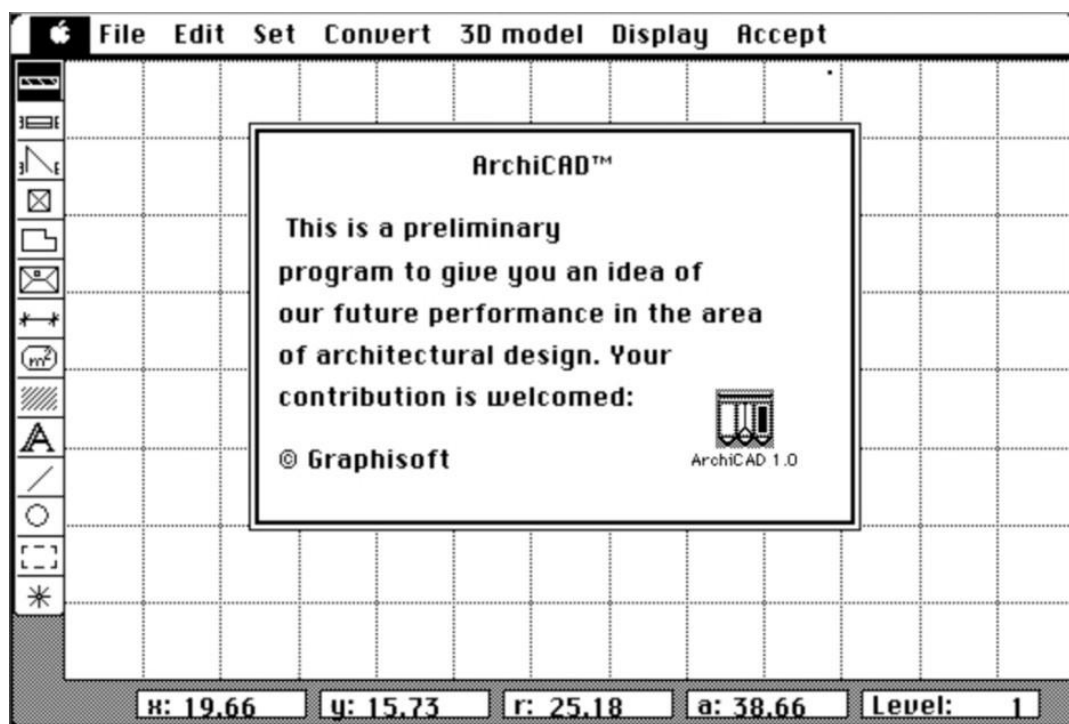 File Edit Set Convert 3D model Display Accept
ArchiCAD™
This is a preliminary
program to give you an idea of
our future performance in the area
of architectural design. Your
contribution is welcomed:
© Graphisoft
ArchiCAD 1.0
m²
A
x: 19.66 y: 15.73 r: 25.18 a: 38.66 Level: 1